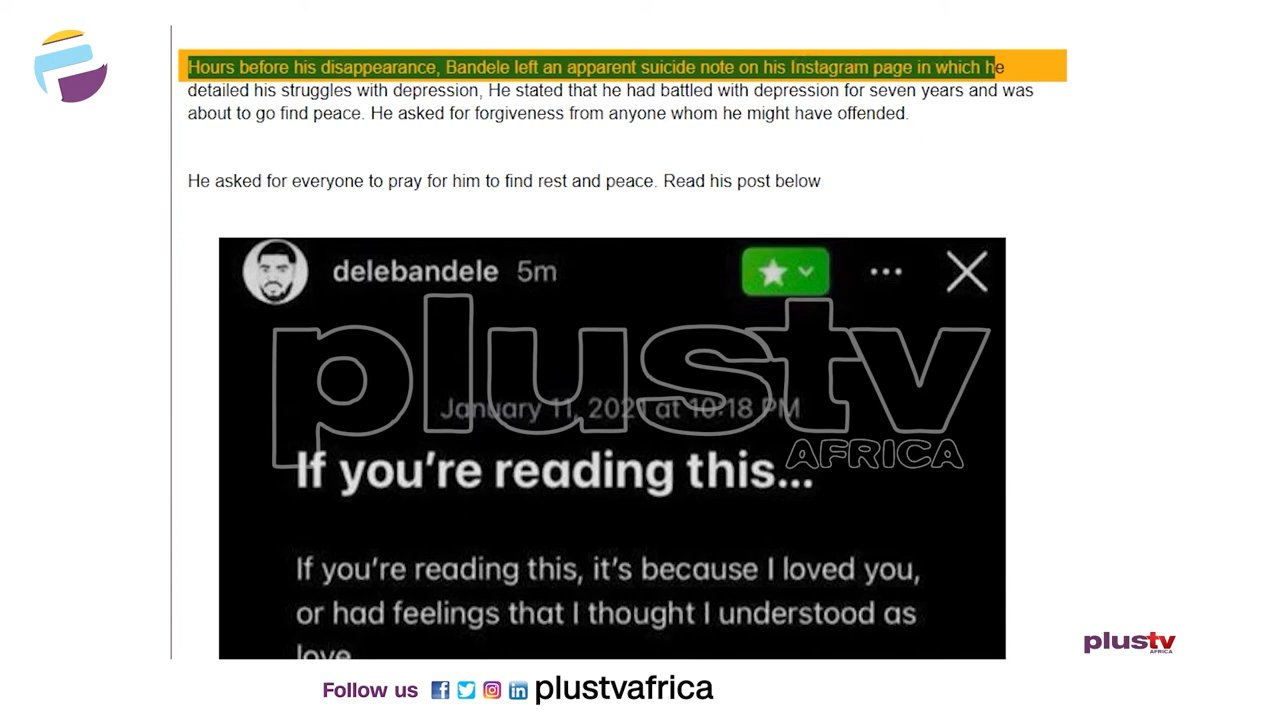 Hours before his disappearance, Bandele left an apparent suicide note on his Instagram page in which he
detailed his struggles with depression, He stated that he had battled with depression for seven years and was
about to go find peace. He asked for forgiveness from anyone whom he might have offended.
He asked for everyone to pray for him to find rest and peace. Read his post below
delebandele 5m
plustv
January 11, 2021 at 10:18 PM
AFRICA
If you're reading this...
If you're reading this, it's because I loved you,
or had feelings that I thought I understood as
love
plustv
AFRICA
Follow us plustvafrica